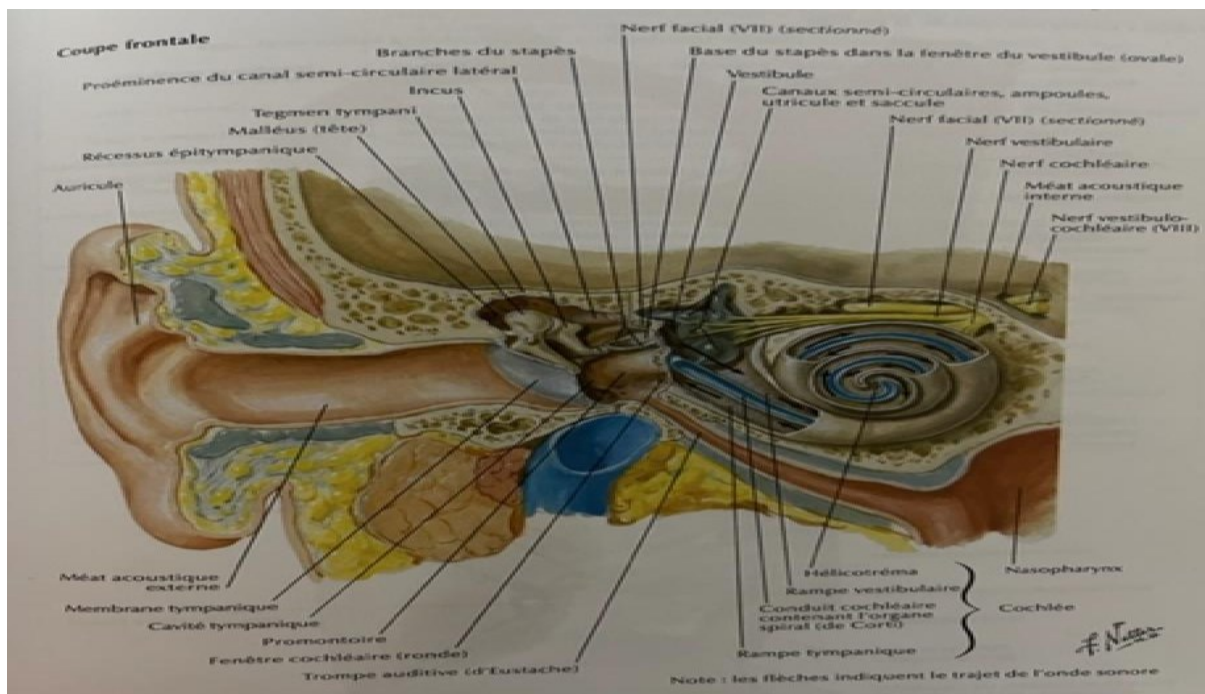 Coupe frontale
Nerf facial (VII) (sectionné)
Branches du stapès
Base du stapès dans la fenêtre du vestibule (ovale)
Proéminence du canal semi-circulaire latéral
Vestibule
Incus
Canaux semi-circulaires, ampoules,
utricule et saccule
Tegmen tympani
Malléus (tête)
Nerf facial (VII) (sectionné)
Récessus épitympanique
Nerf vestibulaire
Nerf cochléaire
Auricule
Méat acoustique
interne
Nerf vestibulo-
cochléaire (VIII)
Méat acoustique
externe
Membrane tympanique
Cavité tympanique
Promontoire
Fenêtre cochléaire (ronde)
Trompe auditive (d'Eustache)
Hélicotréma
Rampe vestibulaire
Conduit cochléaire
contenant l'organe
spiral (de Corti)
Rampe tympanique
Cochlée
Nasopharynx
F. Netter
Note : les flèches indiquent le trajet de l'onde sonore